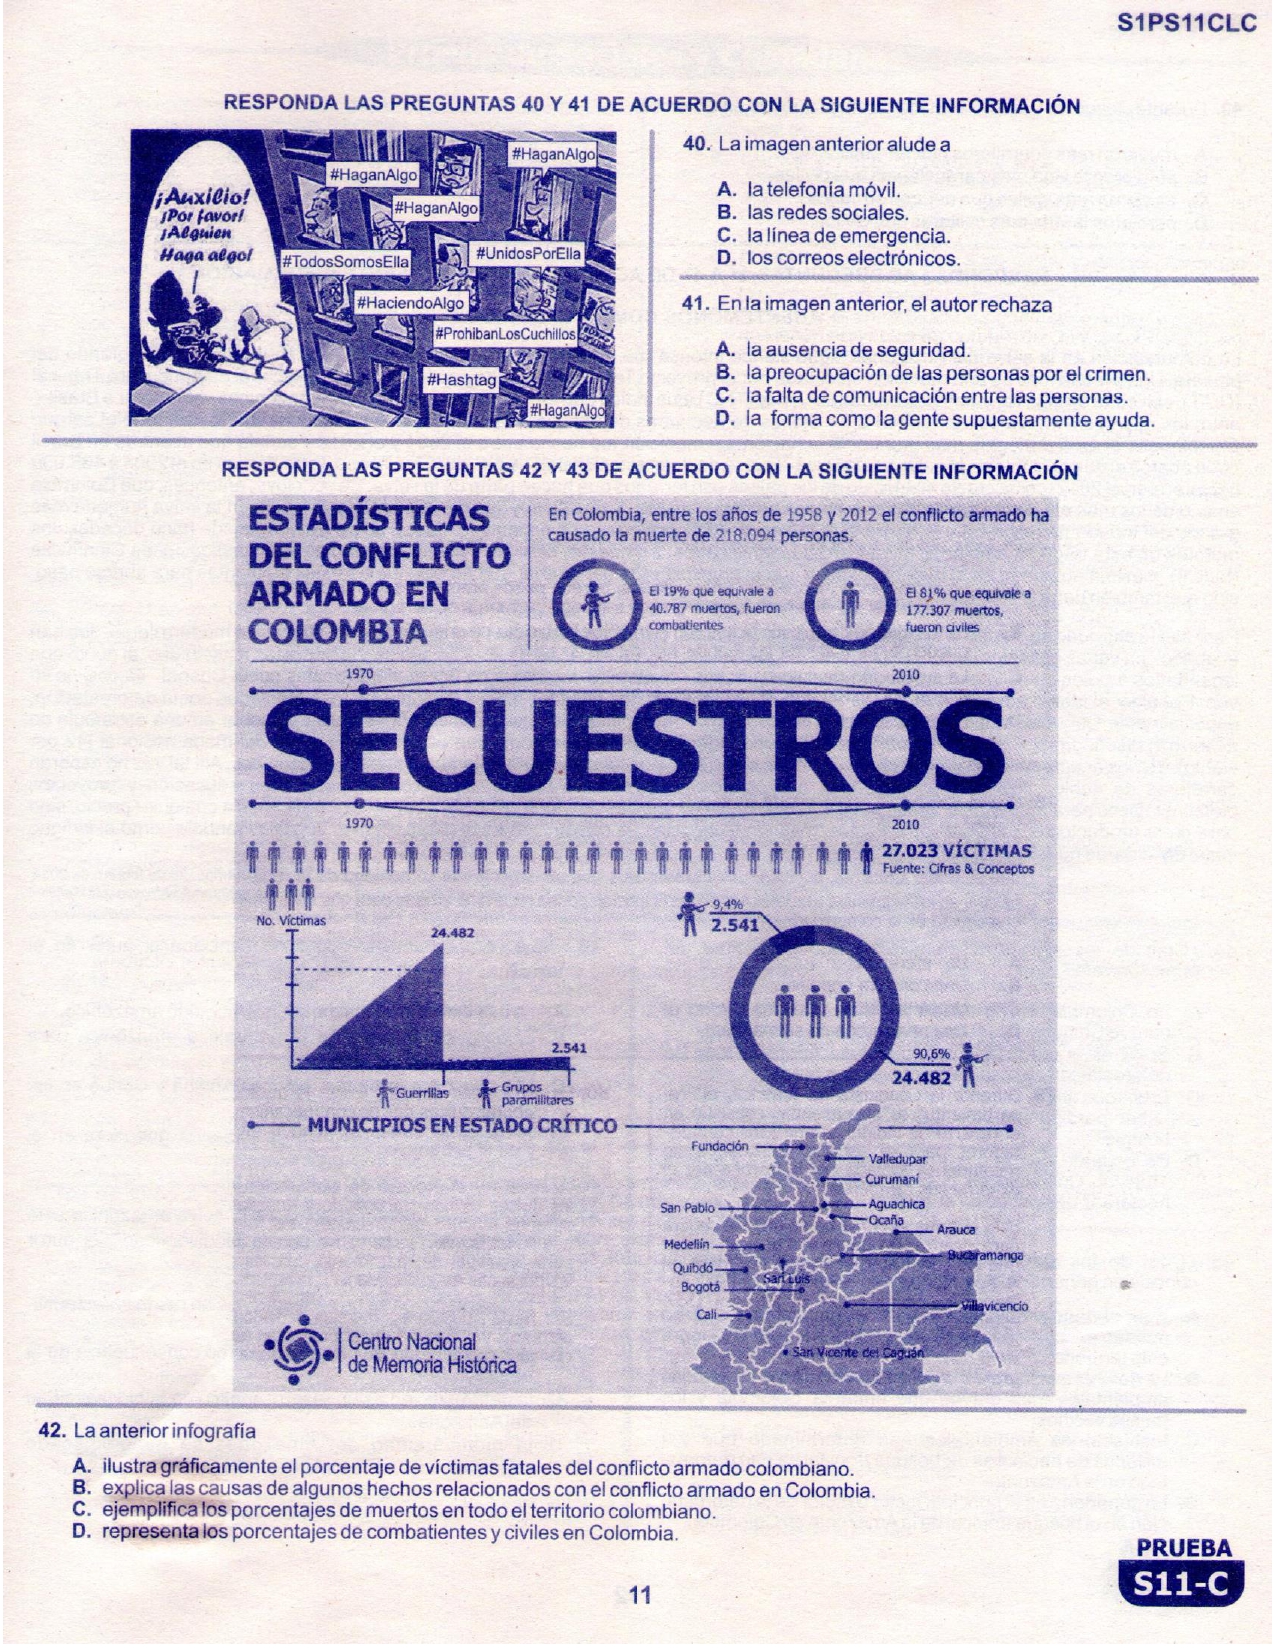 S1PS11CLC
RESPONDA LAS PREGUNTAS 40 Y 41 DE ACUERDO CON LA SIGUIENTE INFORMACIÓN
¡Auxilio!
¡Por favor!
¡Alguien
Haga algo!
#HaganAlgo
#HaganAlgo
#HaganAlgo
#UnidosPorElla
#TodosSomosElla
#HaciendoAlgo
#ProhibanLosCuchillos
#Hashtag
#HaganAlgo
40. La imagen anterior alude a
A. la telefonía móvil.
B. las redes sociales.
C. la línea de emergencia.
D. los correos electrónicos.
41. En la imagen anterior, el autor rechaza
A. la ausencia de seguridad.
B. la preocupación de las personas por el crimen.
C. la falta de comunicación entre las personas.
D. la forma como la gente supuestamente ayuda.
RESPONDA LAS PREGUNTAS 42 Y 43 DE ACUERDO CON LA SIGUIENTE INFORMACIÓN
ESTADÍSTICAS
DEL CONFLICTO
ARMADO EN
COLOMBIA
En Colombia, entre los años de 1958 y 2012 el conflicto armado ha
causado la muerte de 218.094 personas.
El 19% que equivale a
40.787 muertos, fueron
combatientes
El 81% que equivale a
177.307 muertos,
fueron civiles
1970
2010
SECUESTROS
1970
2010
27.023 VÍCTIMAS
Fuente: Cifras & Conceptos
No. Víctimas
24.482
2.541
Guerrillas
Grupos
paramilitares
9,4%
2.541
90,6%
24.482
MUNICIPIOS EN ESTADO CRÍTICO
Fundación
Valledupar
Curumaní
San Pablo
Aguachica
Ocaña
Arauca
Medellín
Bucaramanga
Quibdó
San Luis
Bogotá
Villavicencio
Cali
San Vicente del Caguán
Centro Nacional
de Memoria Histórica
42. La anterior infografía
A. ilustra gráficamente el porcentaje de víctimas fatales del conflicto armado colombiano.
B. explica las causas de algunos hechos relacionados con el conflicto armado en Colombia.
C. ejemplifica los porcentajes de muertos en todo el territorio colombiano.
D. representa los porcentajes de combatientes y civiles en Colombia.
PRUEBA
S11-C
11